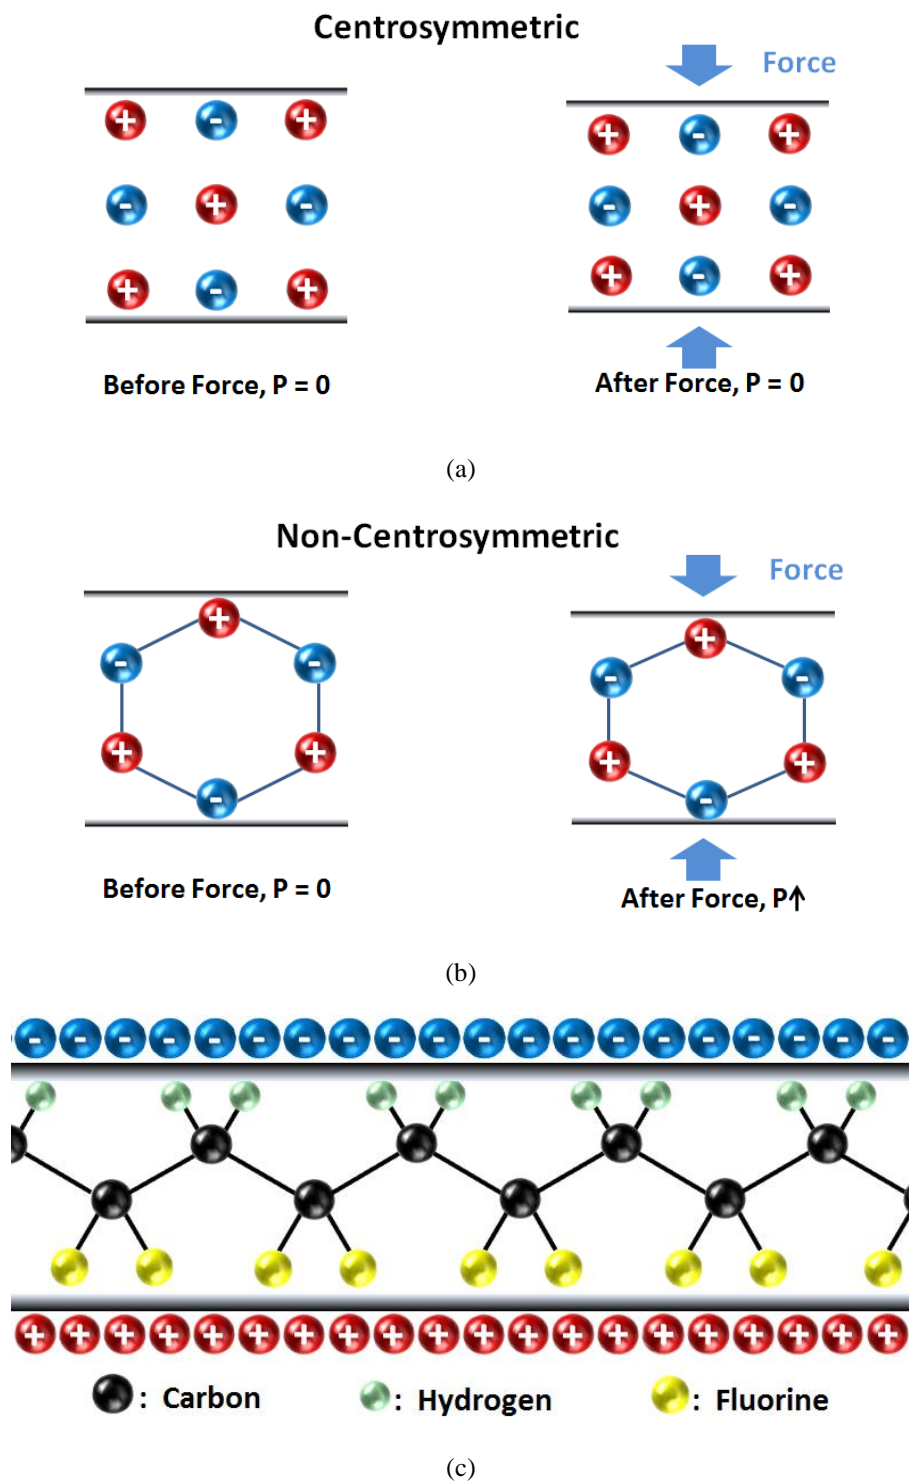 Centrosymmetric
Force
+ - + + - +
- + - - + -
+ - + + - +
Before Force, P = 0
After Force, P = 0
(a)
Non-Centrosymmetric
Force
+ +
- - - -
+ + + +
- -
Before Force, P = 0
After Force, P↑
(b)
- - - - - - - - - - - - - - - - - - - -
+ + + + + + + + + + + + + + + + + + + +
: Carbon : Hydrogen : Fluorine
(c)